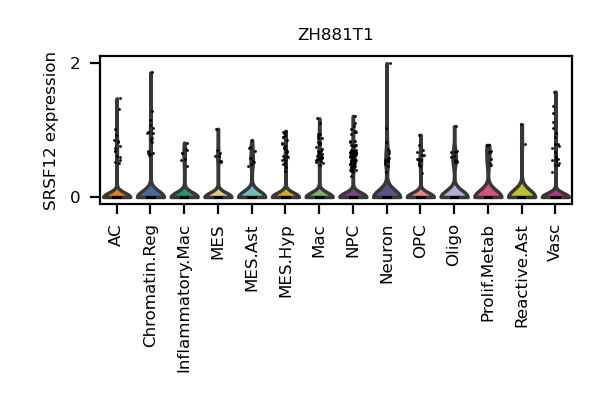 ZH881T1
SRSF12 expression
2
0
AC
Chromatin.Reg
Inflammatory.Mac
MES
MES.Ast
MES.Hyp
Mac
NPC
Neuron
OPC
Oligo
Prolif.Metab
Reactive.Ast
Vasc